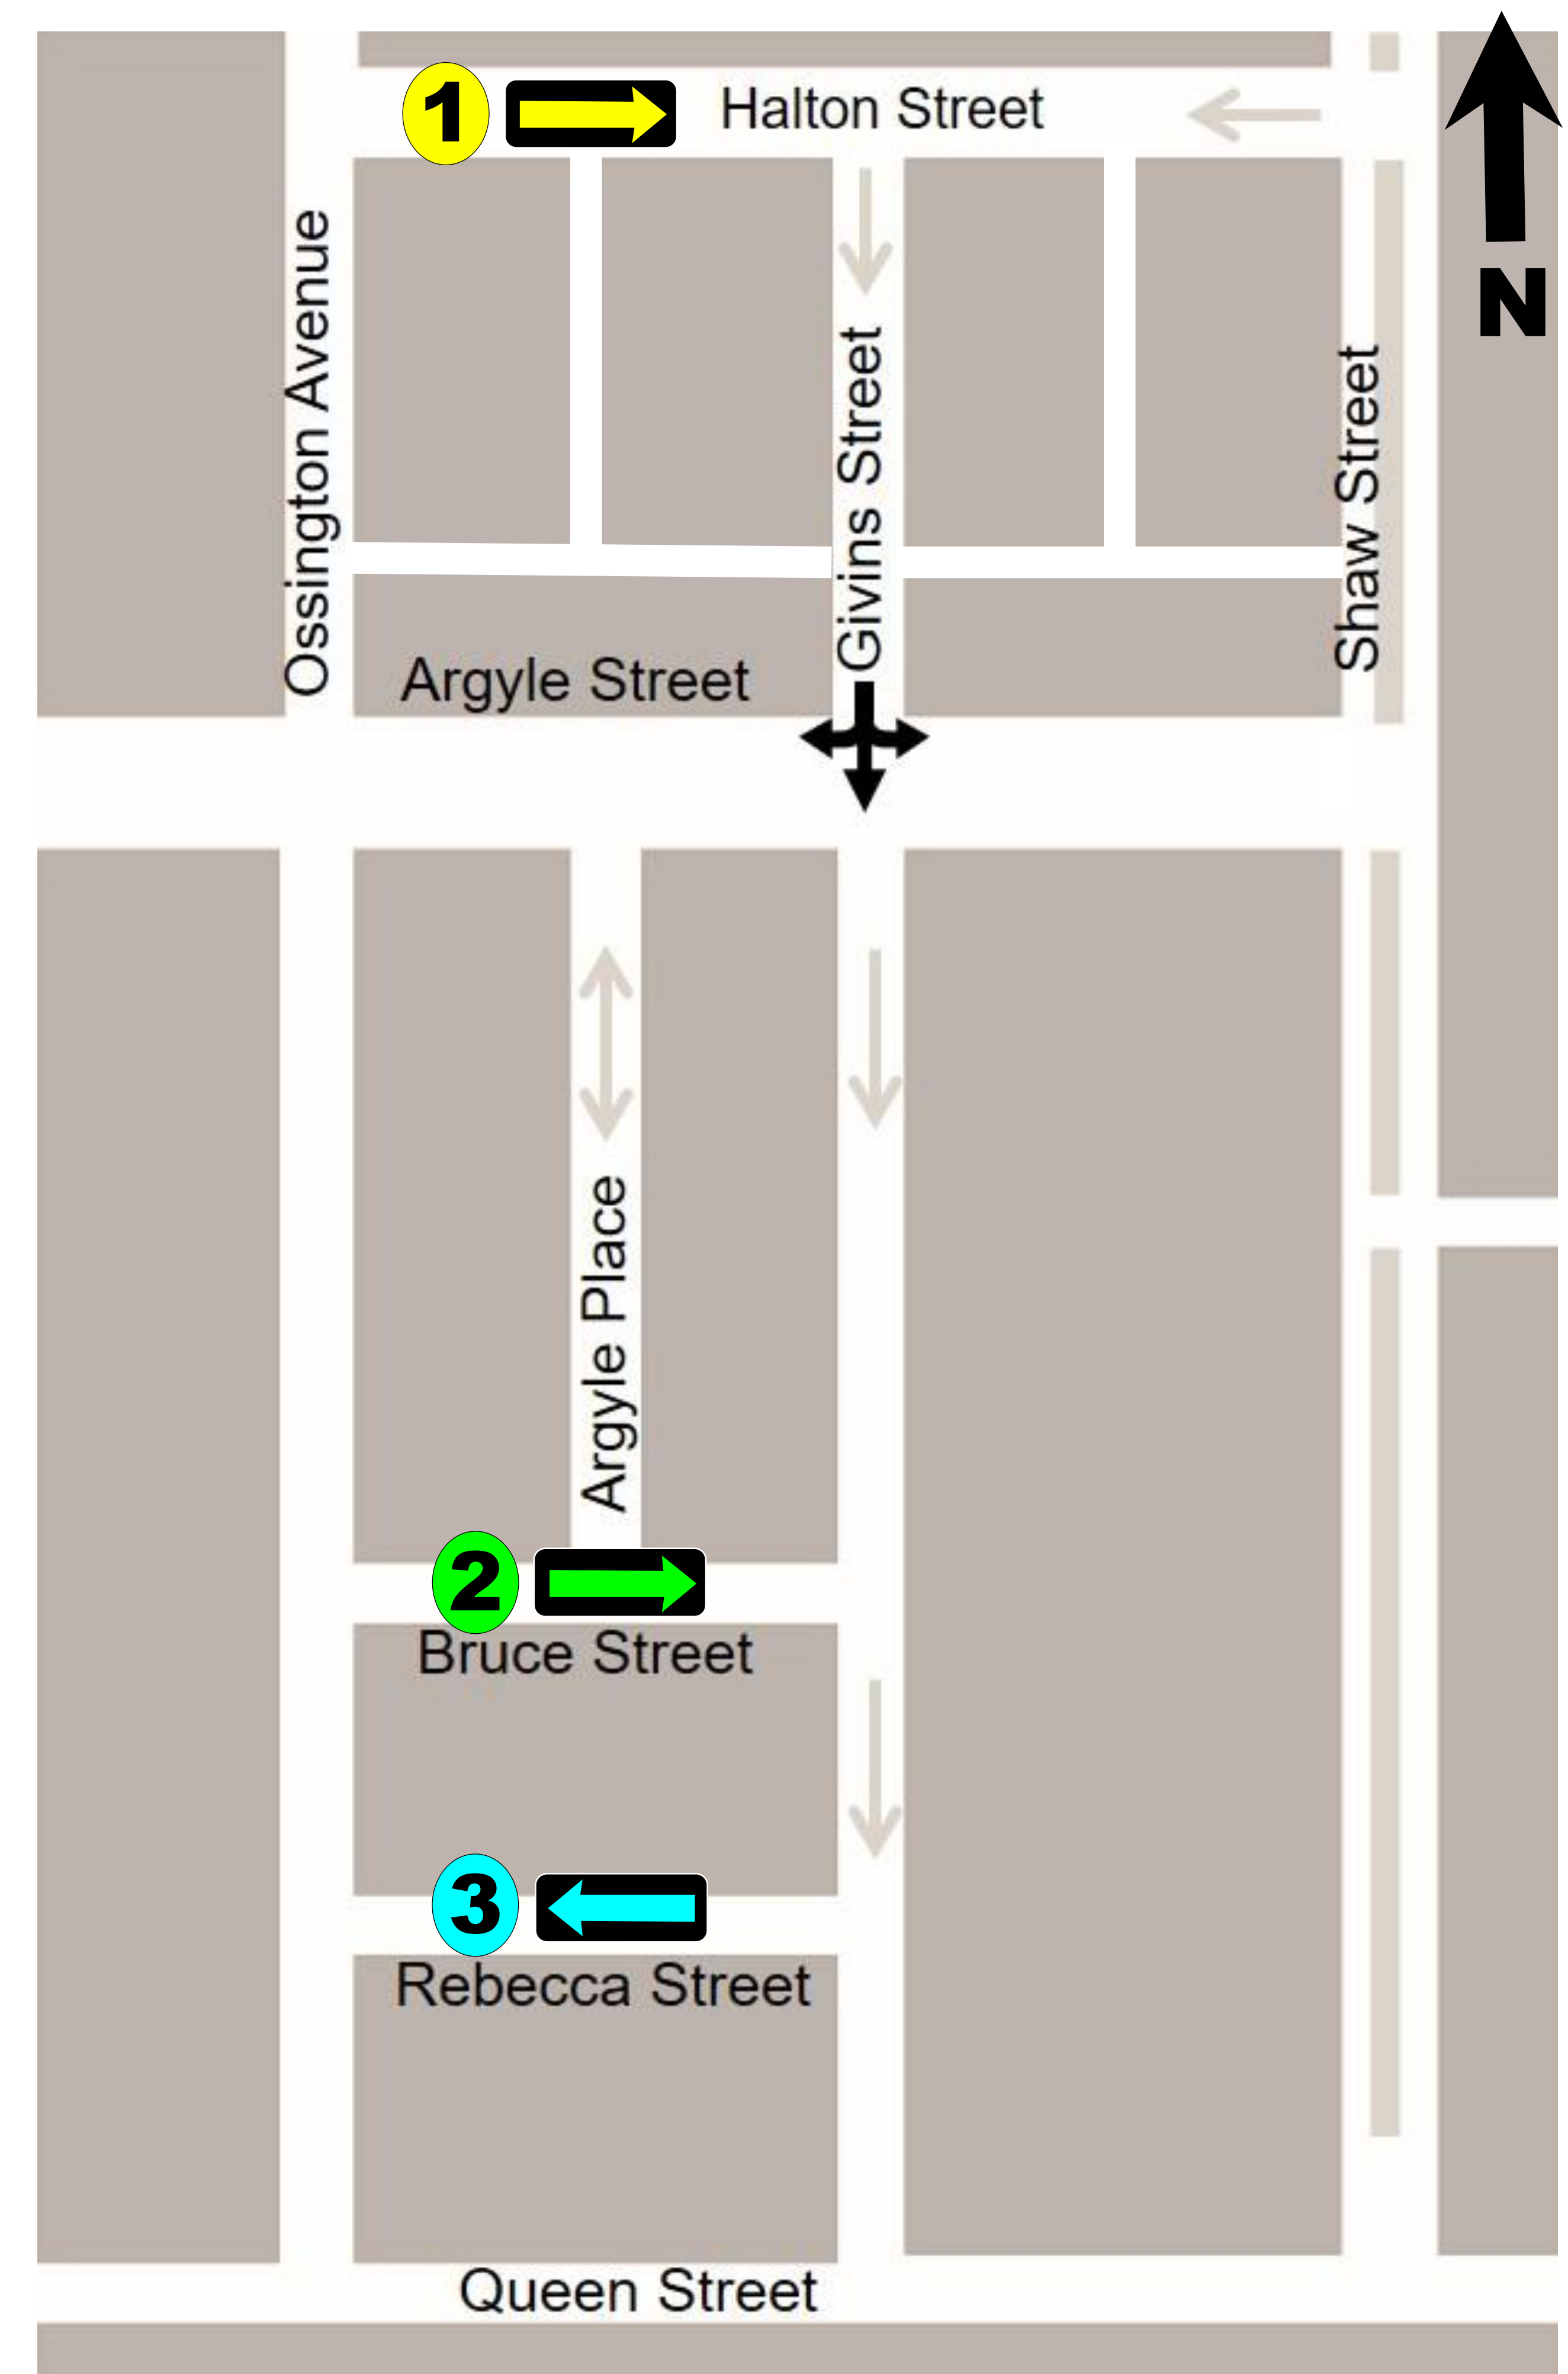 1
Halton Street
N
Ossington Avenue
Givins Street
Shaw Street
Argyle Street
Argyle Place
2
Bruce Street
3
Rebecca Street
Queen Street